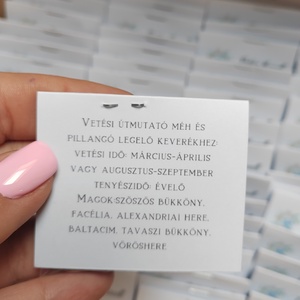 Vetési útmutató méh és
pillangó legelő keverékhez:
vetési idő: március-április
vagy augusztus-szeptember
tenyészidő: évelő
Magok:szöszös bükköny,
facélia, alexandriai here,
baltacim, tavaszi bükköny,
vöröshere